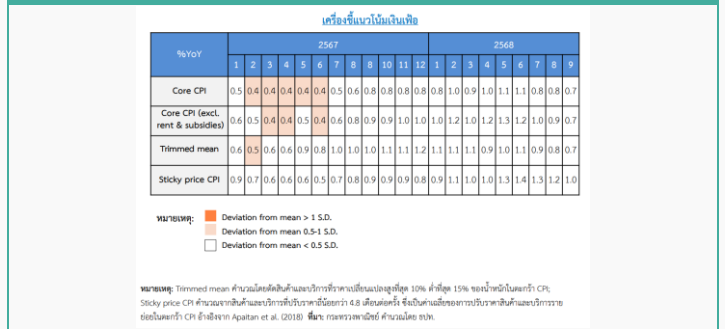 เครื่องชี้แนวโน้มเงินเฟ้อ
%YoY 2567 2568
1 2 3 4 5 6 7 8 8 10 11 12 1 2 3 4 5 6 7 8 9
Core CPI 0.5 0.4 0.4 0.4 0.4 0.4 0.5 0.6 0.8 0.8 0.8 0.8 0.8 1.0 0.9 1.0 1.1 1.1 0.8 0.8 0.7
Core CPI (excl.
rent & subsidies) 0.6 0.5 0.4 0.4 0.5 0.4 0.6 0.8 0.9 0.9 1.0 1.0 1.0 1.2 1.0 1.2 1.3 1.2 1.0 0.9 0.7
Trimmed mean 0.6 0.5 0.6 0.6 0.9 0.8 1.0 1.0 1.0 1.1 1.1 1.2 1.1 1.1 1.1 0.9 1.0 1.1 0.9 0.8 0.7
Sticky price CPI 0.9 0.7 0.6 0.6 0.6 0.5 0.7 0.8 0.9 0.9 0.9 0.8 0.9 1.1 1.0 1.0 1.3 1.4 1.3 1.2 1.0
หมายเหตุ: Deviation from mean > 1 S.D.
Deviation from mean 0.5-1 S.D.
Deviation from mean < 0.5 S.D.
หมายเหตุ: Trimmed mean คำนวณโดยตัดสินค้าและบริการที่ราคาเปลี่ยนแปลงสูงที่สุด 10% ต่ำที่สุด 15% ของน้ำหนักในตะกร้า CPI;
Sticky price CPI คำนวณจากสินค้าและบริการที่ปรับราคาถี่น้อยกว่า 4.8 เดือนต่อครั้ง ซึ่งเป็นค่าเฉลี่ยของการปรับราคาสินค้าและบริการราย
ย่อยในตะกร้า CPI อ้างอิงจาก Apaitan et al. (2018) ที่มา: กระทรวงพาณิชย์ คำนวณโดย ธปท.